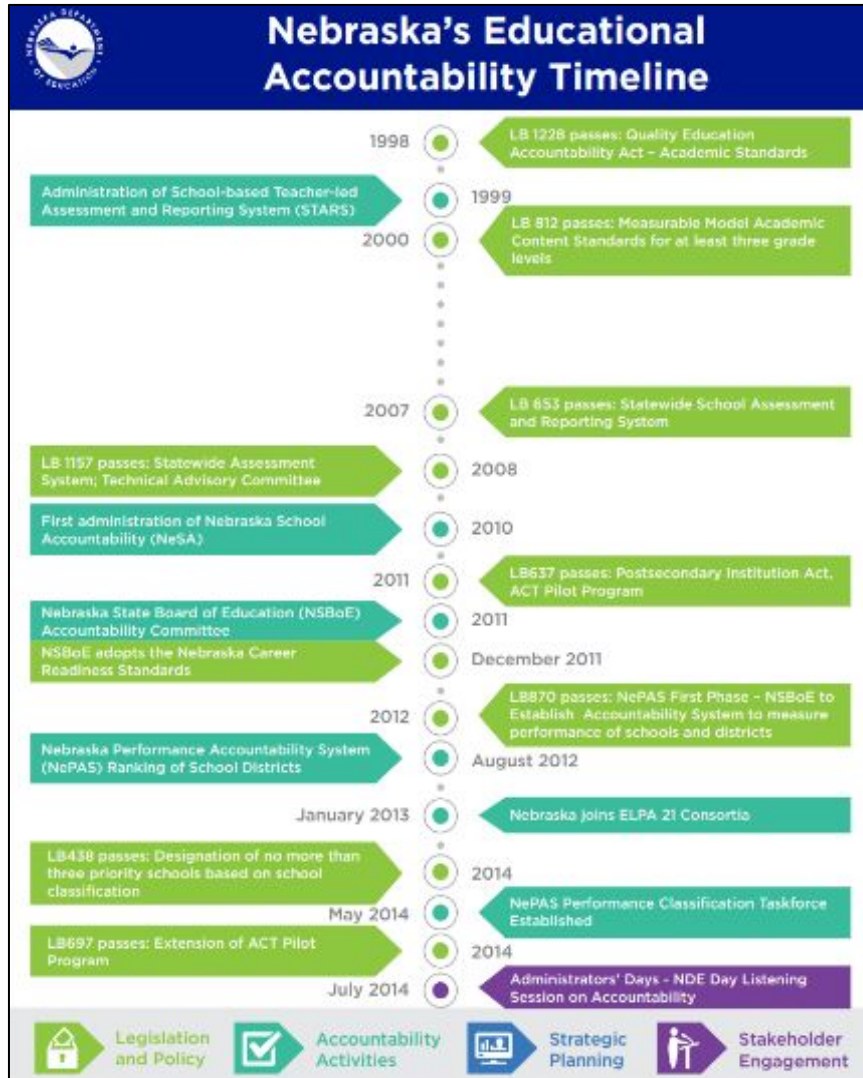 NEBRASKA DEPARTMENT
OF EDUCATION
Nebraska's Educational
Accountability Timeline
1998
LB 1228 passes: Quality Education
Accountability Act – Academic Standards
Administration of School-based Teacher-led
Assessment and Reporting System (STARS)
1999
2000
LB 812 passes: Measurable Model Academic
Content Standards for at least three grade
levels
2007
LB 653 passes: Statewide School Assessment
and Reporting System
LB 1157 passes: Statewide Assessment
System; Technical Advisory Committee
2008
First administration of Nebraska School
Accountability (NeSA)
2010
2011
LB637 passes: Postsecondary Institution Act,
ACT Pilot Program
Nebraska State Board of Education (NSBoE)
Accountability Committee
2011
NSBoE adopts the Nebraska Career
Readiness Standards
December 2011
2012
LB870 passes: NePAS First Phase – NSBoE to
Establish Accountability System to measure
performance of schools and districts
Nebraska Performance Accountability System
(NePAS) Ranking of School Districts
August 2012
January 2013
Nebraska joins ELPA 21 Consortia
LB438 passes: Designation of no more than
three priority schools based on school
classification
2014
May 2014
NePAS Performance Classification Taskforce
Established
LB697 passes: Extension of ACT Pilot
Program
2014
July 2014
Administrators' Days - NDE Day Listening
Session on Accountability
Legislation
and Policy
Accountability
Activities
Strategic
Planning
Stakeholder
Engagement